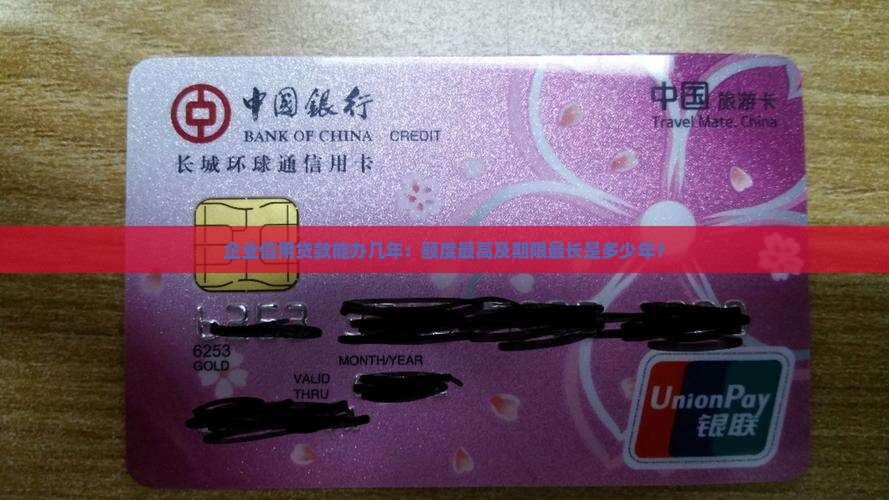 中国银行
BANK OF CHINA CREDIT
长城环球通信用卡
中国 旅游卡
Travel Mate. China
企业信用贷款能办几年：额度最高及期限最长是多少年？
6253
6253
GOLD
MONTH/YEAR
VALID
THRU
UnionPay
银联